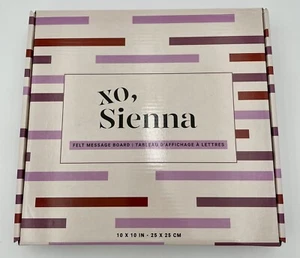 xo,
Sienna
FELT MESSAGE BOARD | TABLEAU D'AFFICHAGE À LETTRES
10 X 10 IN - 25 X 25 CM